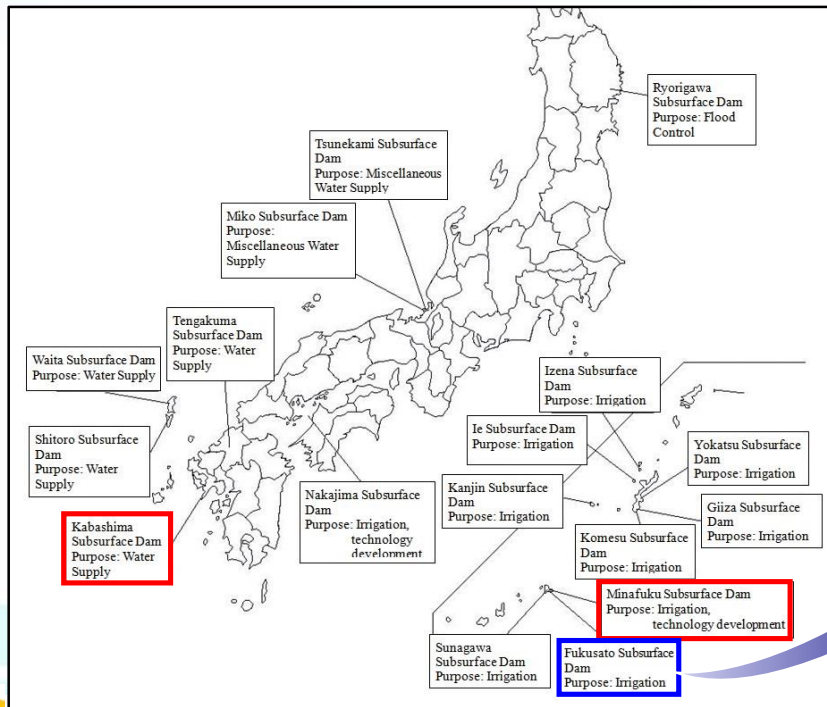 Ryorigawa
Subsurface Dam
Purpose: Flood
Control
Tsunekami Subsurface
Dam
Purpose: Miscellaneous
Water Supply
Miko Subsurface Dam
Purpose:
Miscellaneous Water
Supply
Tengakuma
Subsurface Dam
Purpose: Water
Supply
Waita Subsurface Dam
Purpose: Water Supply
Shitoro Subsurface
Dam
Purpose: Water
Supply
Kabashima
Subsurface Dam
Purpose: Water
Supply
Nakajima Subsurface
Dam
Purpose: Irrigation,
technology
development
Izena Subsurface
Dam
Purpose: Irrigation
Ie Subsurface Dam
Purpose: Irrigation
Kanjin Subsurface
Dam
Purpose: Irrigation
Yokatsu Subsurface
Dam
Purpose: Irrigation
Giiza Subsurface
Dam
Purpose: Irrigation
Komesu Subsurface
Dam
Purpose: Irrigation
Minafuku Subsurface Dam
Purpose: Irrigation,
technology development
Sunagawa
Subsurface Dam
Purpose: Irrigation
Fukusato Subsurface
Dam
Purpose: Irrigation